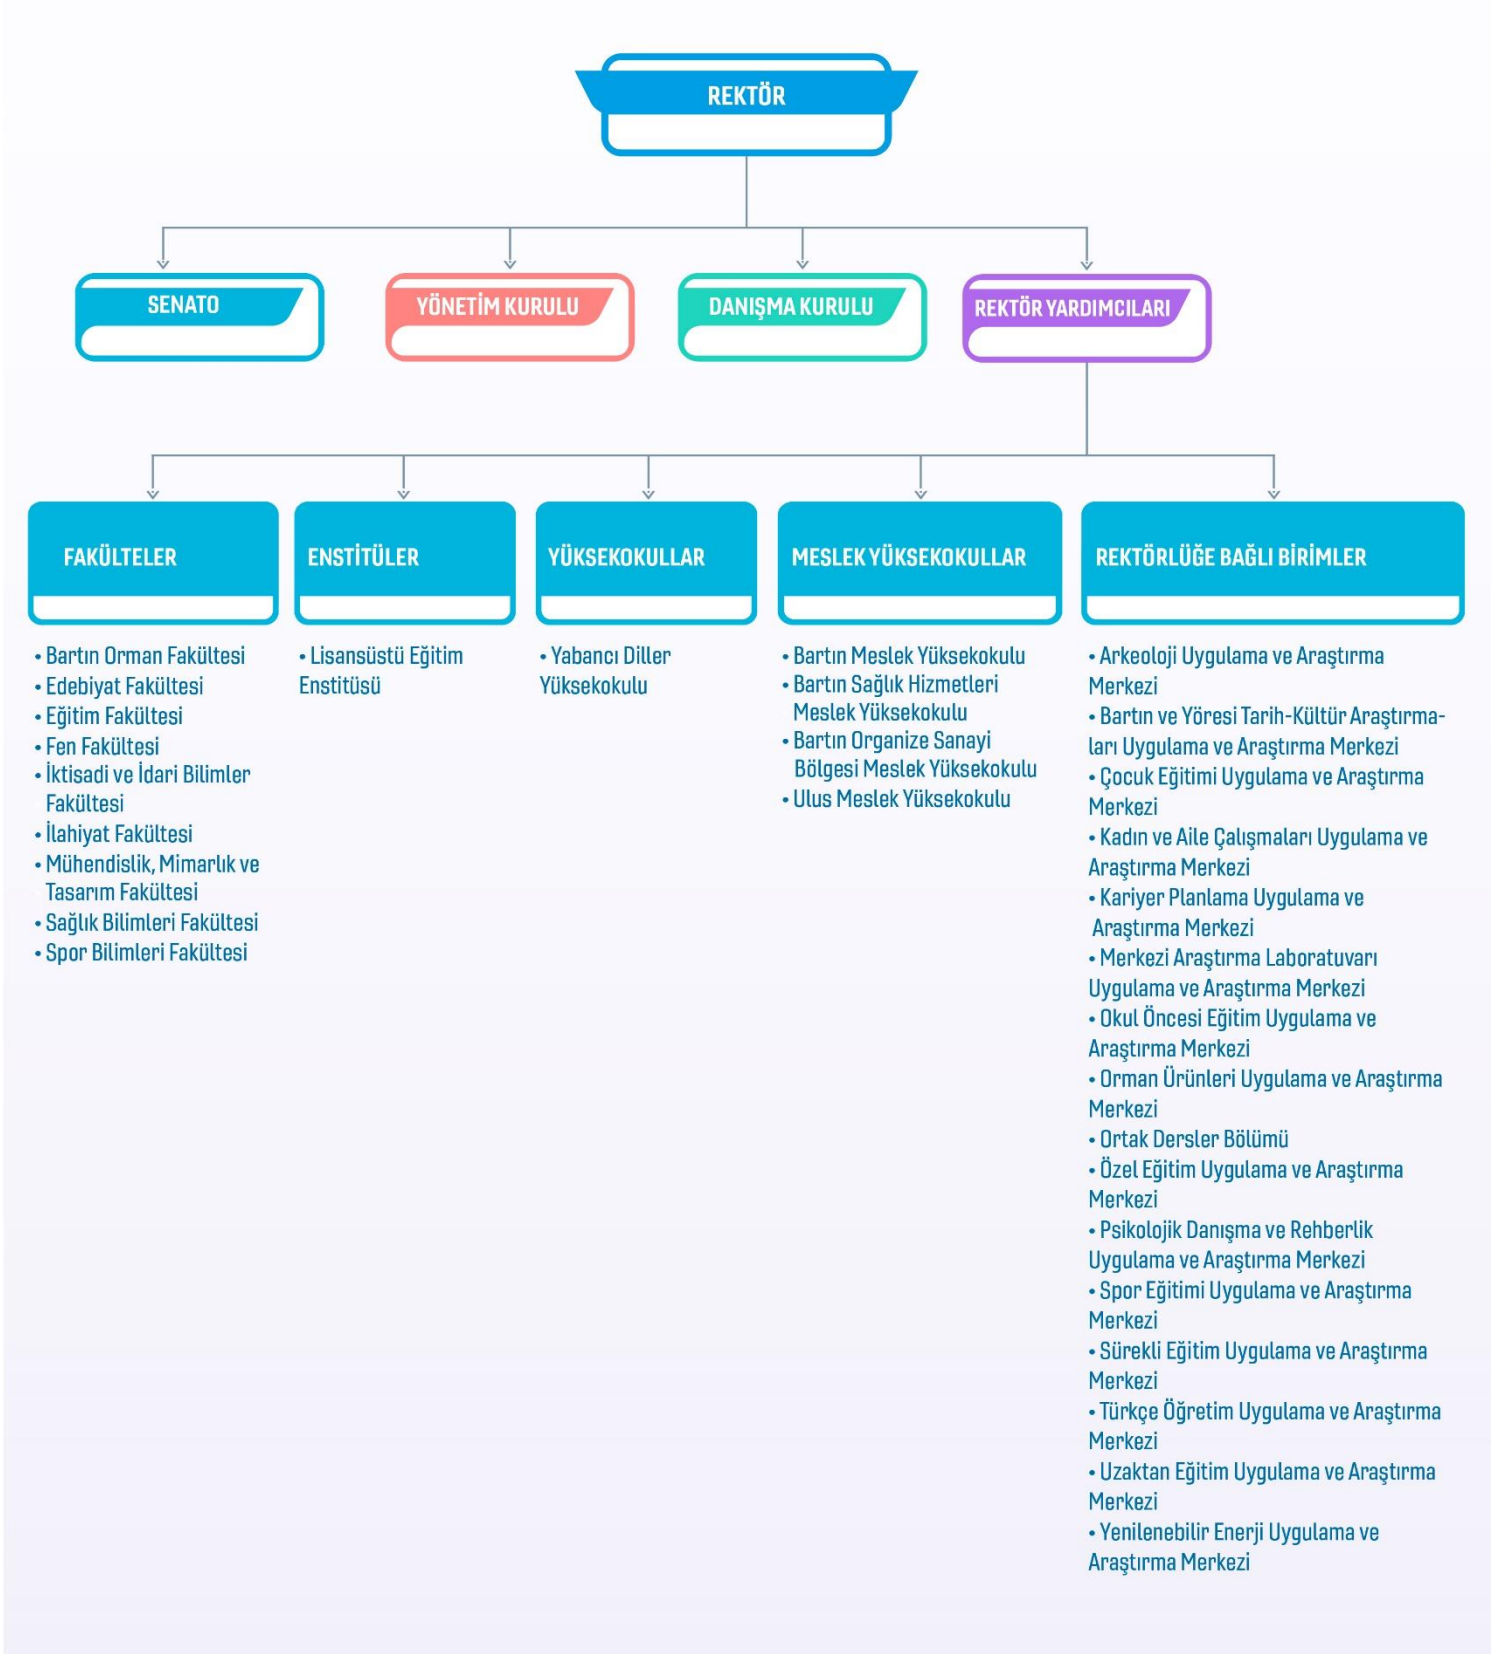 REKTÖR
SENATO
YÖNETİM KURULU
DANIŞMA KURULU
REKTÖR YARDIMCILARI
FAKÜLTELER
• Bartın Orman Fakültesi
• Edebiyat Fakültesi
• Eğitim Fakültesi
• Fen Fakültesi
• İktisadi ve İdari Bilimler
Fakültesi
• İlahiyat Fakültesi
• Mühendislik, Mimarlık ve
Tasarım Fakültesi
• Sağlık Bilimleri Fakültesi
• Spor Bilimleri Fakültesi
ENSTİTÜLER
• Lisansüstü Eğitim
Enstitüsü
YÜKSEKOKULLAR
• Yabancı Diller
Yüksekokulu
MESLEK YÜKSEKOKULLAR
• Bartın Meslek Yüksekokulu
• Bartın Sağlık Hizmetleri
Meslek Yüksekokulu
• Bartın Organize Sanayi
Bölgesi Meslek Yüksekokulu
• Ulus Meslek Yüksekokulu
REKTÖRLÜĞE BAĞLI BİRİMLER
• Arkeoloji Uygulama ve Araştırma
Merkezi
• Bartın ve Yöresi Tarih-Kültür Araştırma-
ları Uygulama ve Araştırma Merkezi
• Çocuk Eğitimi Uygulama ve Araştırma
Merkezi
• Kadın ve Aile Çalışmaları Uygulama ve
Araştırma Merkezi
• Kariyer Planlama Uygulama ve
Araştırma Merkezi
• Merkezi Araştırma Laboratuvarı
Uygulama ve Araştırma Merkezi
• Okul Öncesi Eğitim Uygulama ve
Araştırma Merkezi
• Orman Ürünleri Uygulama ve Araştırma
Merkezi
• Ortak Dersler Bölümü
• Özel Eğitim Uygulama ve Araştırma
Merkezi
• Psikolojik Danışma ve Rehberlik
Uygulama ve Araştırma Merkezi
• Spor Eğitimi Uygulama ve Araştırma
Merkezi
• Sürekli Eğitim Uygulama ve Araştırma
Merkezi
• Türkçe Öğretim Uygulama ve Araştırma
Merkezi
• Uzaktan Eğitim Uygulama ve Araştırma
Merkezi
• Yenilenebilir Enerji Uygulama ve
Araştırma Merkezi